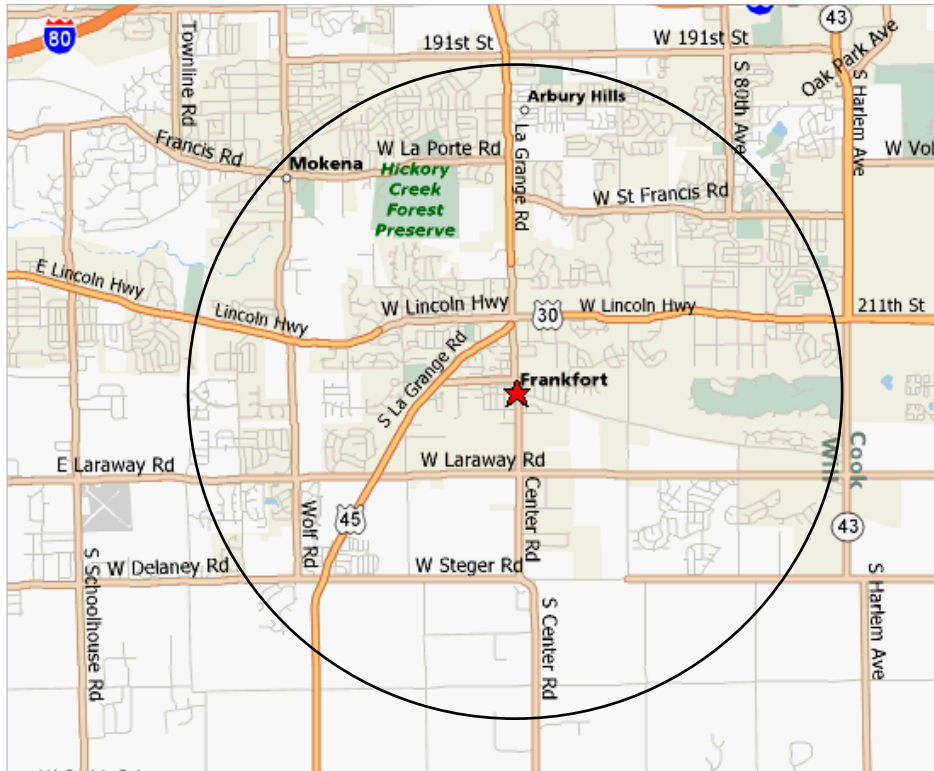 43
80
Townline Rd
191st St
W 191st St
Oak Park Ave
S 80th Ave
S Harlem Ave
Arbury Hills
La Grange Rd
Francis Rd
Mokena
W La Porte Rd
Hickory
Creek
Forest
Preserve
W St Francis Rd
E Lincoln Hwy
Lincoln Hwy
W Lincoln Hwy
30
W Lincoln Hwy
211th St
S La Grange Rd
Frankfort
E Laraway Rd
W Laraway Rd
Cook
Will
45
Wolf Rd
Center Rd
43
S Schoolhouse Rd
W Delaney Rd
W Steger Rd
S Center Rd
S Harlem Ave